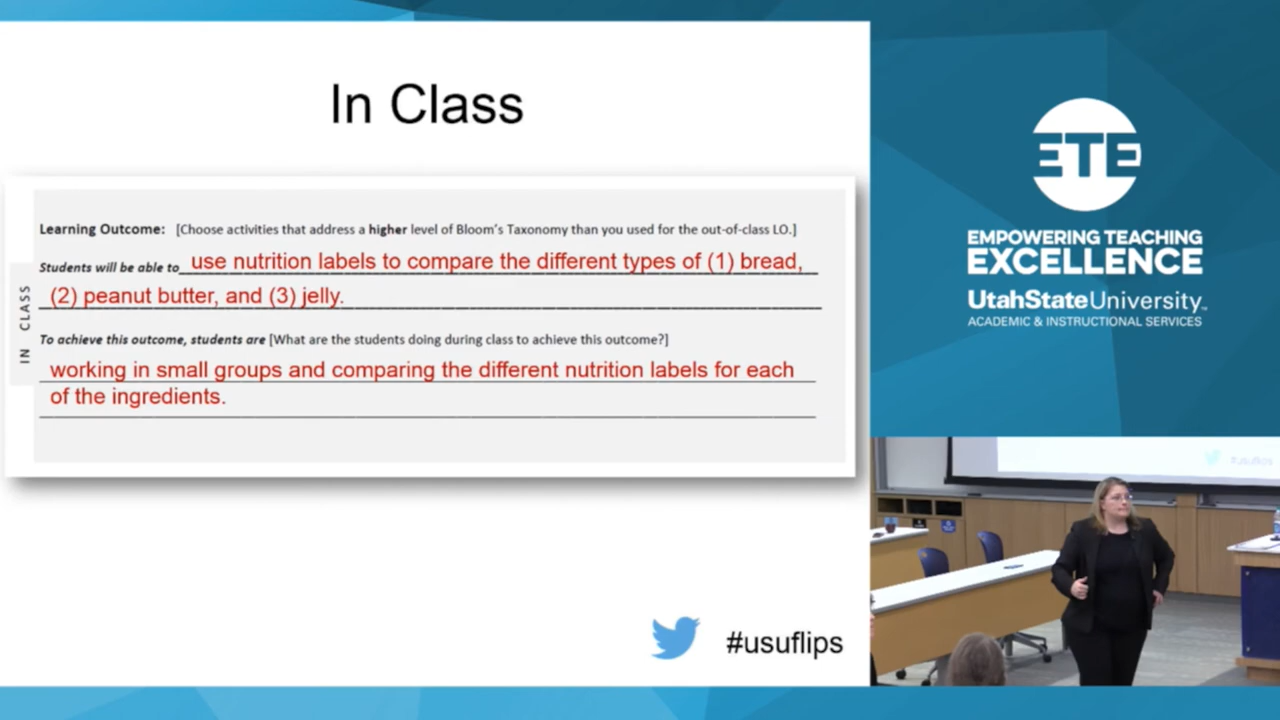 In Class
Learning Outcome: [Choose activities that address a higher level of Bloom's Taxonomy than you used for the out-of-class LO.]
Students will be able to use nutrition labels to compare the different types of (1) bread,
(2) peanut butter, and (3) jelly.
IN CLASS
To achieve this outcome, students are [What are the students doing during class to achieve this outcome?]
working in small groups and comparing the different nutrition labels for each
of the ingredients.
#usuflips
ETE
EMPOWERING TEACHING
EXCELLENCE
UtahStateUniversity™
ACADEMIC & INSTRUCTIONAL SERVICES
#usuflips